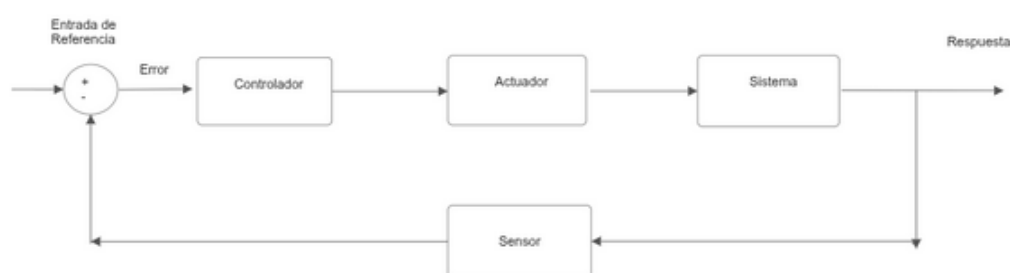 Entrada de
Referencia
Respuesta
Error
+
-
Controlador
Actuador
Sistema
Sensor